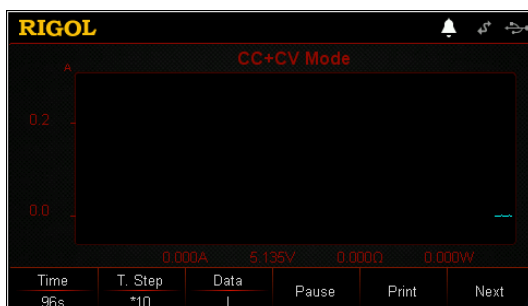 RIGOL
CC+CV Mode
A
0.2
0.0
0.000A 5.135V 0.000Ω 0.000W
Time T. Step Data Pause Print Next
96s *10 I